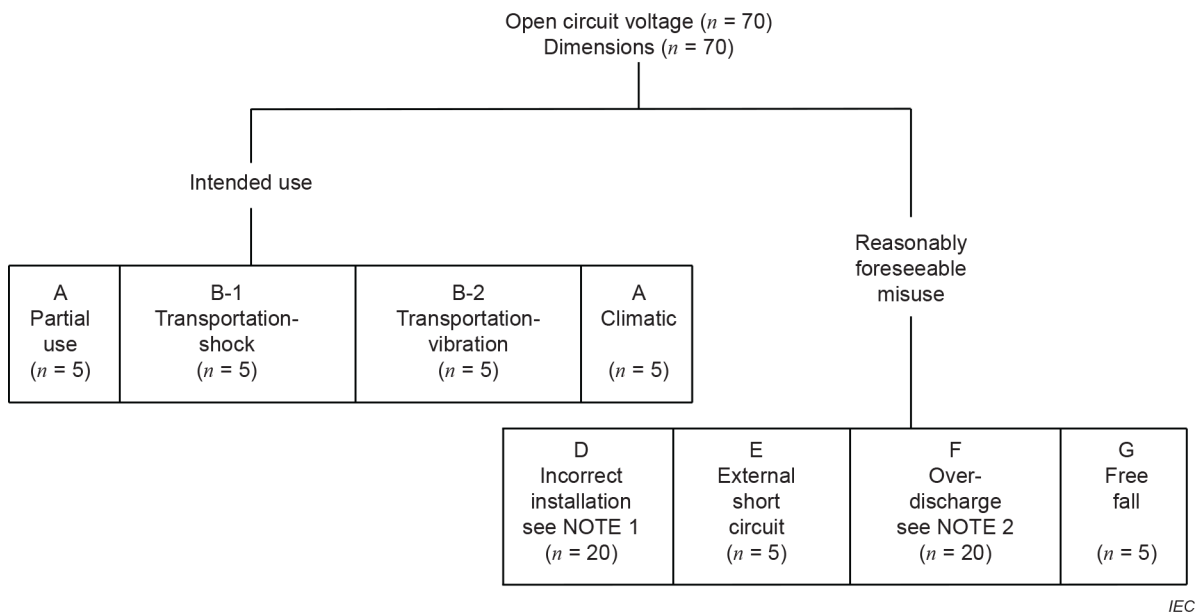 Open circuit voltage (n = 70)
Dimensions (n = 70)
Intended use
Reasonably
foreseeable
misuse
A
Partial
use
(n = 5)
B-1
Transportation-
shock
(n = 5)
B-2
Transportation-
vibration
(n = 5)
A
Climatic
(n = 5)
D
Incorrect
installation
see NOTE 1
(n = 20)
E
External
short
circuit
(n = 5)
F
Over-
discharge
see NOTE 2
(n = 20)
G
Free
fall
(n = 5)
IEC